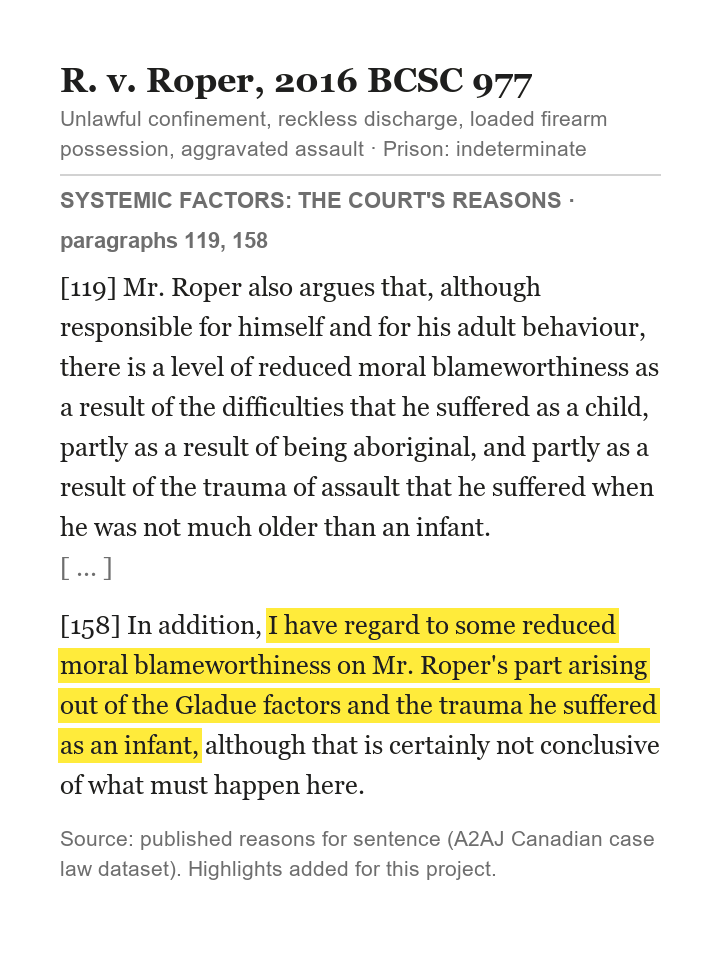 R. v. Roper, 2016 BCSC 977
Unlawful confinement, reckless discharge, loaded firearm
possession, aggravated assault · Prison: indeterminate
SYSTEMIC FACTORS: THE COURT'S REASONS ·
paragraphs 119, 158
[119] Mr. Roper also argues that, although
responsible for himself and for his adult behaviour,
there is a level of reduced moral blameworthiness as
a result of the difficulties that he suffered as a child,
partly as a result of being aboriginal, and partly as a
result of the trauma of assault that he suffered when
he was not much older than an infant.
[ ... ]
[158] In addition, I have regard to some reduced
moral blameworthiness on Mr. Roper's part arising
out of the Gladue factors and the trauma he suffered
as an infant, although that is certainly not conclusive
of what must happen here.
Source: published reasons for sentence (A2AJ Canadian case
law dataset). Highlights added for this project.